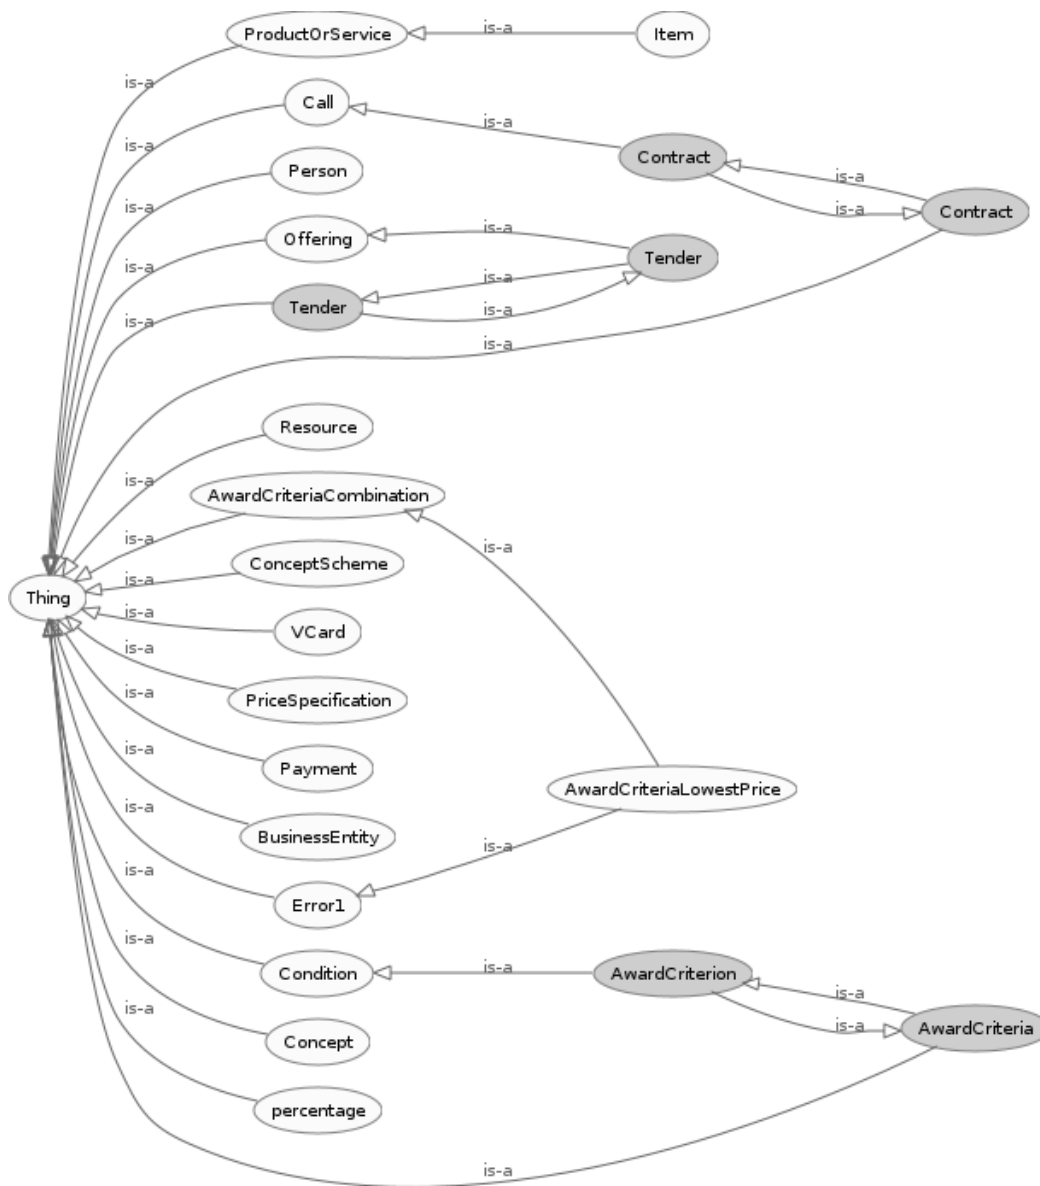 ProductOrService
is-a
Item
is-a
Call
is-a
Contract
is-a
Person
is-a
is-a
is-a
Contract
Offering
is-a
Tender
is-a
is-a
Tender
is-a
is-a
is-a
Resource
is-a
AwardCriteriaCombination
is-a
is-a
ConceptScheme
is-a
Thing
is-a
VCard
is-a
PriceSpecification
is-a
Payment
is-a
AwardCriteriaLowestPrice
BusinessEntity
is-a
is-a
is-a
Error1
Condition
is-a
AwardCriterion
is-a
is-a
is-a
AwardCriteria
Concept
is-a
percentage
is-a